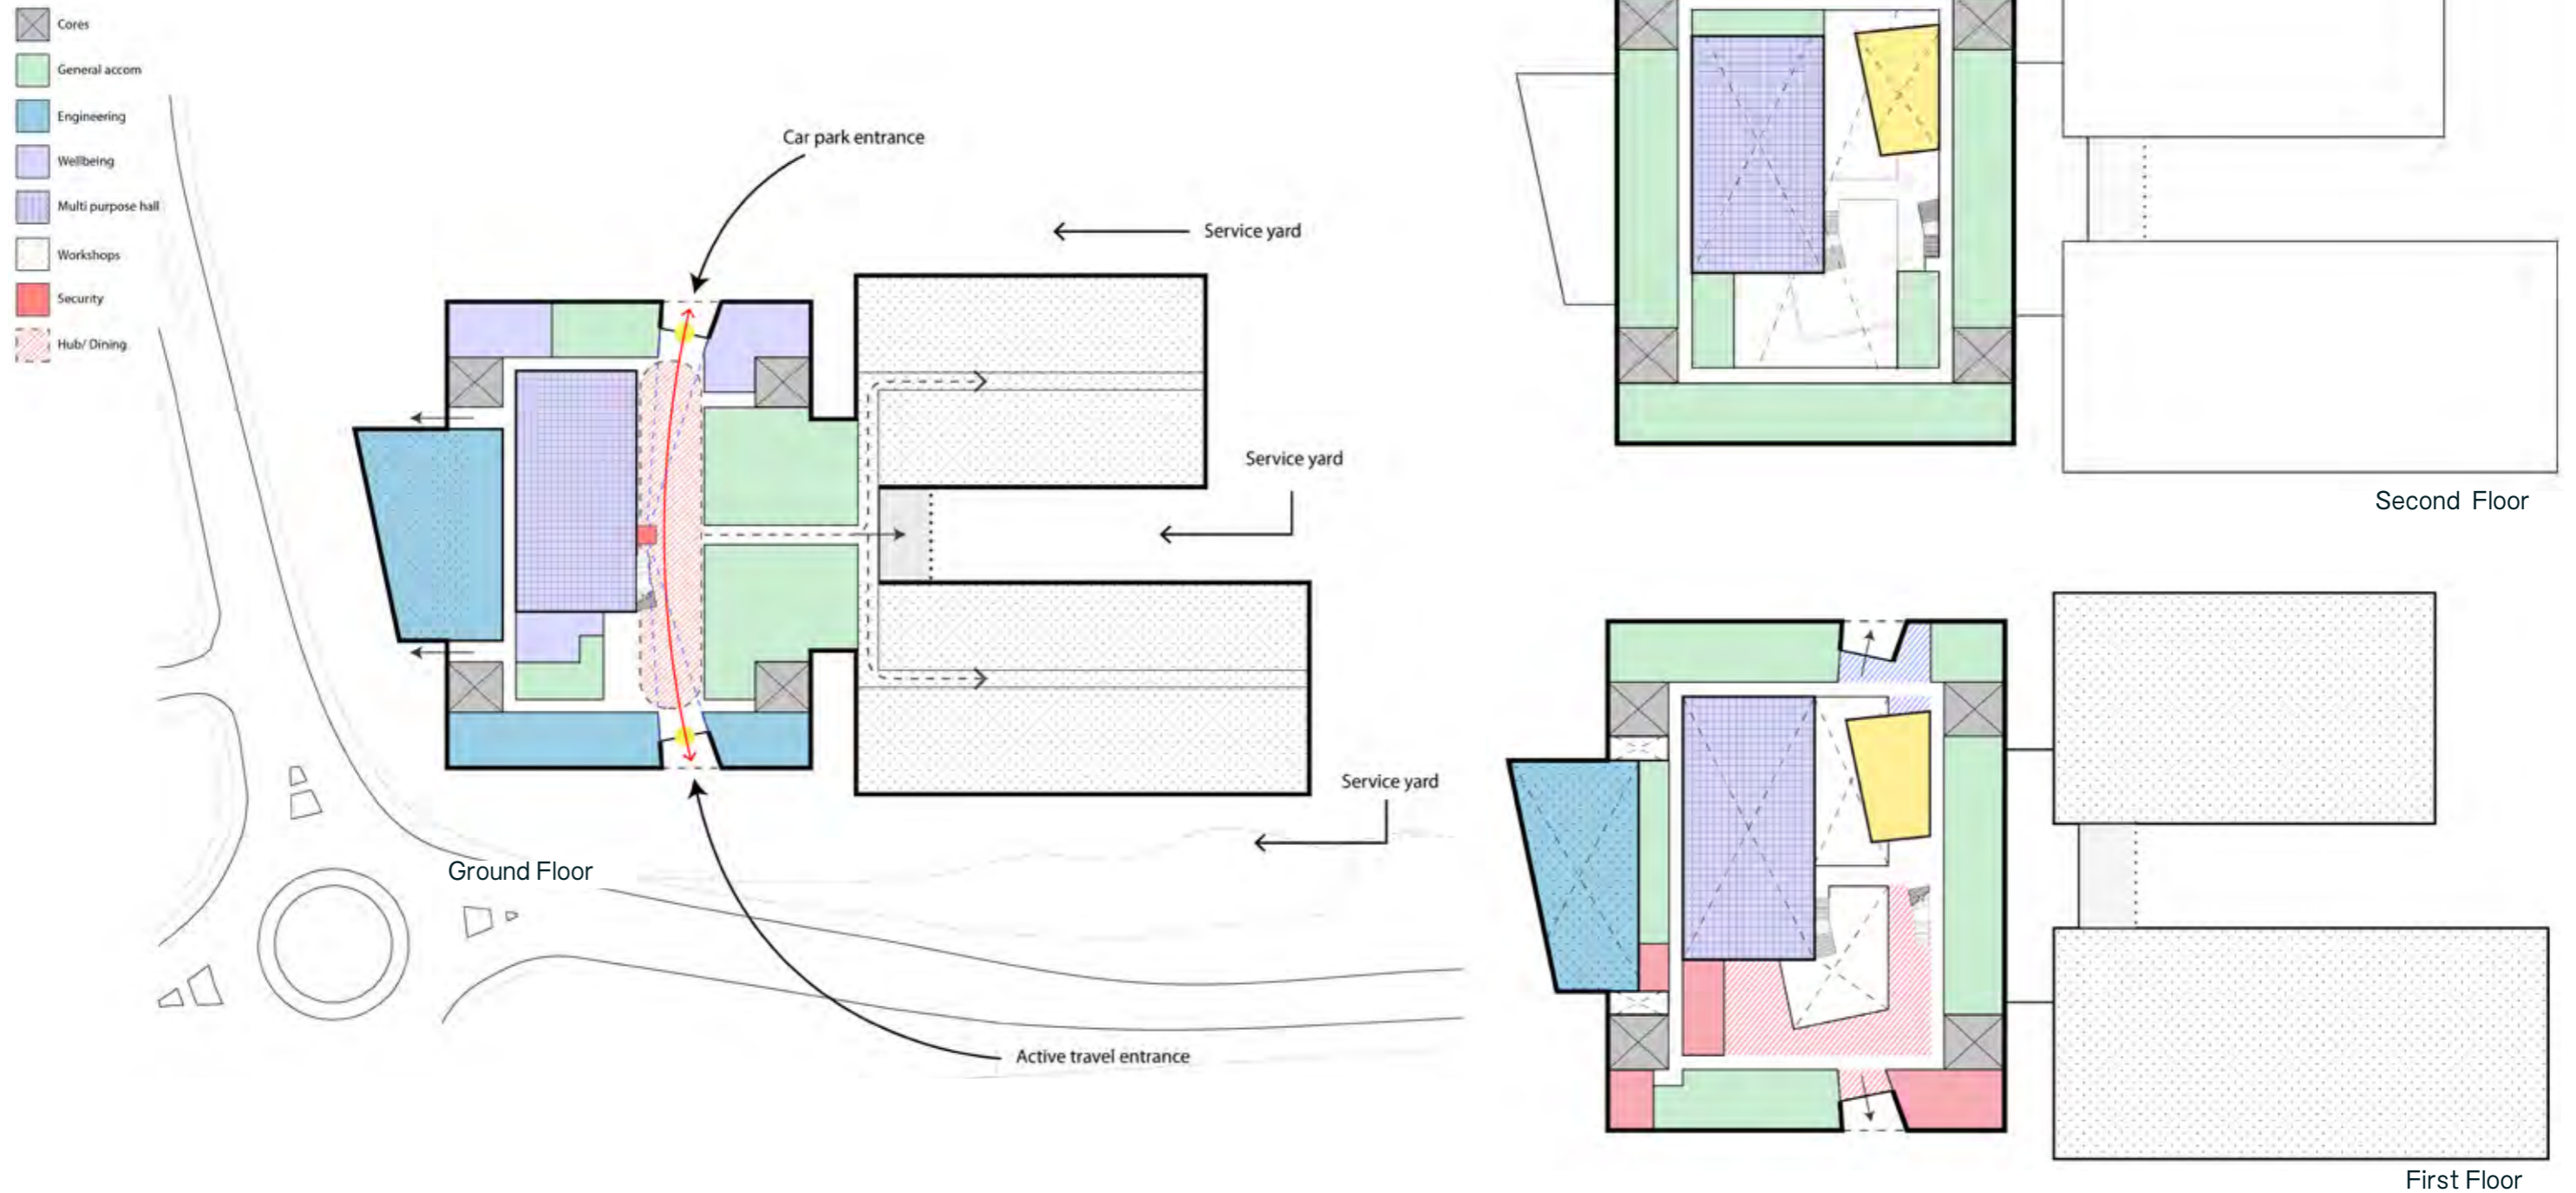 Cores
General accom
Engineering
Wellbeing
Multi purpose hall
Workshops
Security
Hub/ Dining
Car park entrance
Service yard
Service yard
Service yard
Ground Floor
Active travel entrance
Second Floor
First Floor